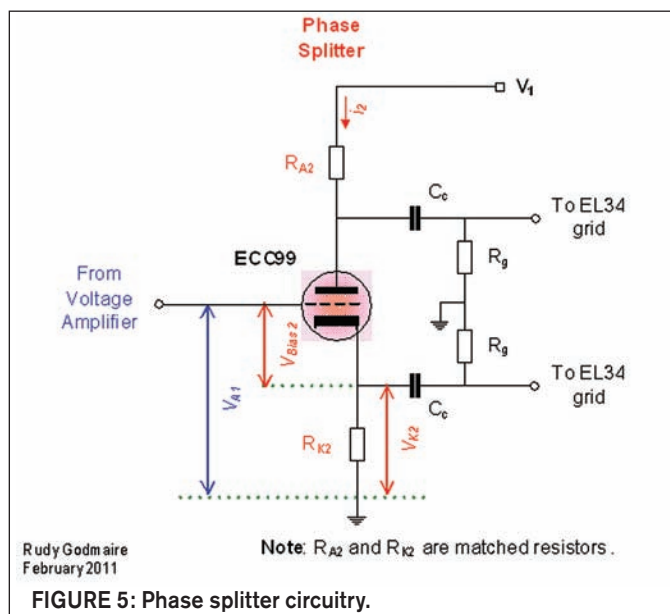 Phase
Splitter
V1
i2
RA2
Cc
To EL34
grid
ECC99
Rg
From
Voltage
Amplifier
VBias 2
Rg
VA1
To EL34
grid
Cc
RK2
VK2
Rudy Godmaire
February 2011
Note: RA2 and RK2 are matched resistors.
FIGURE 5: Phase splitter circuitry.